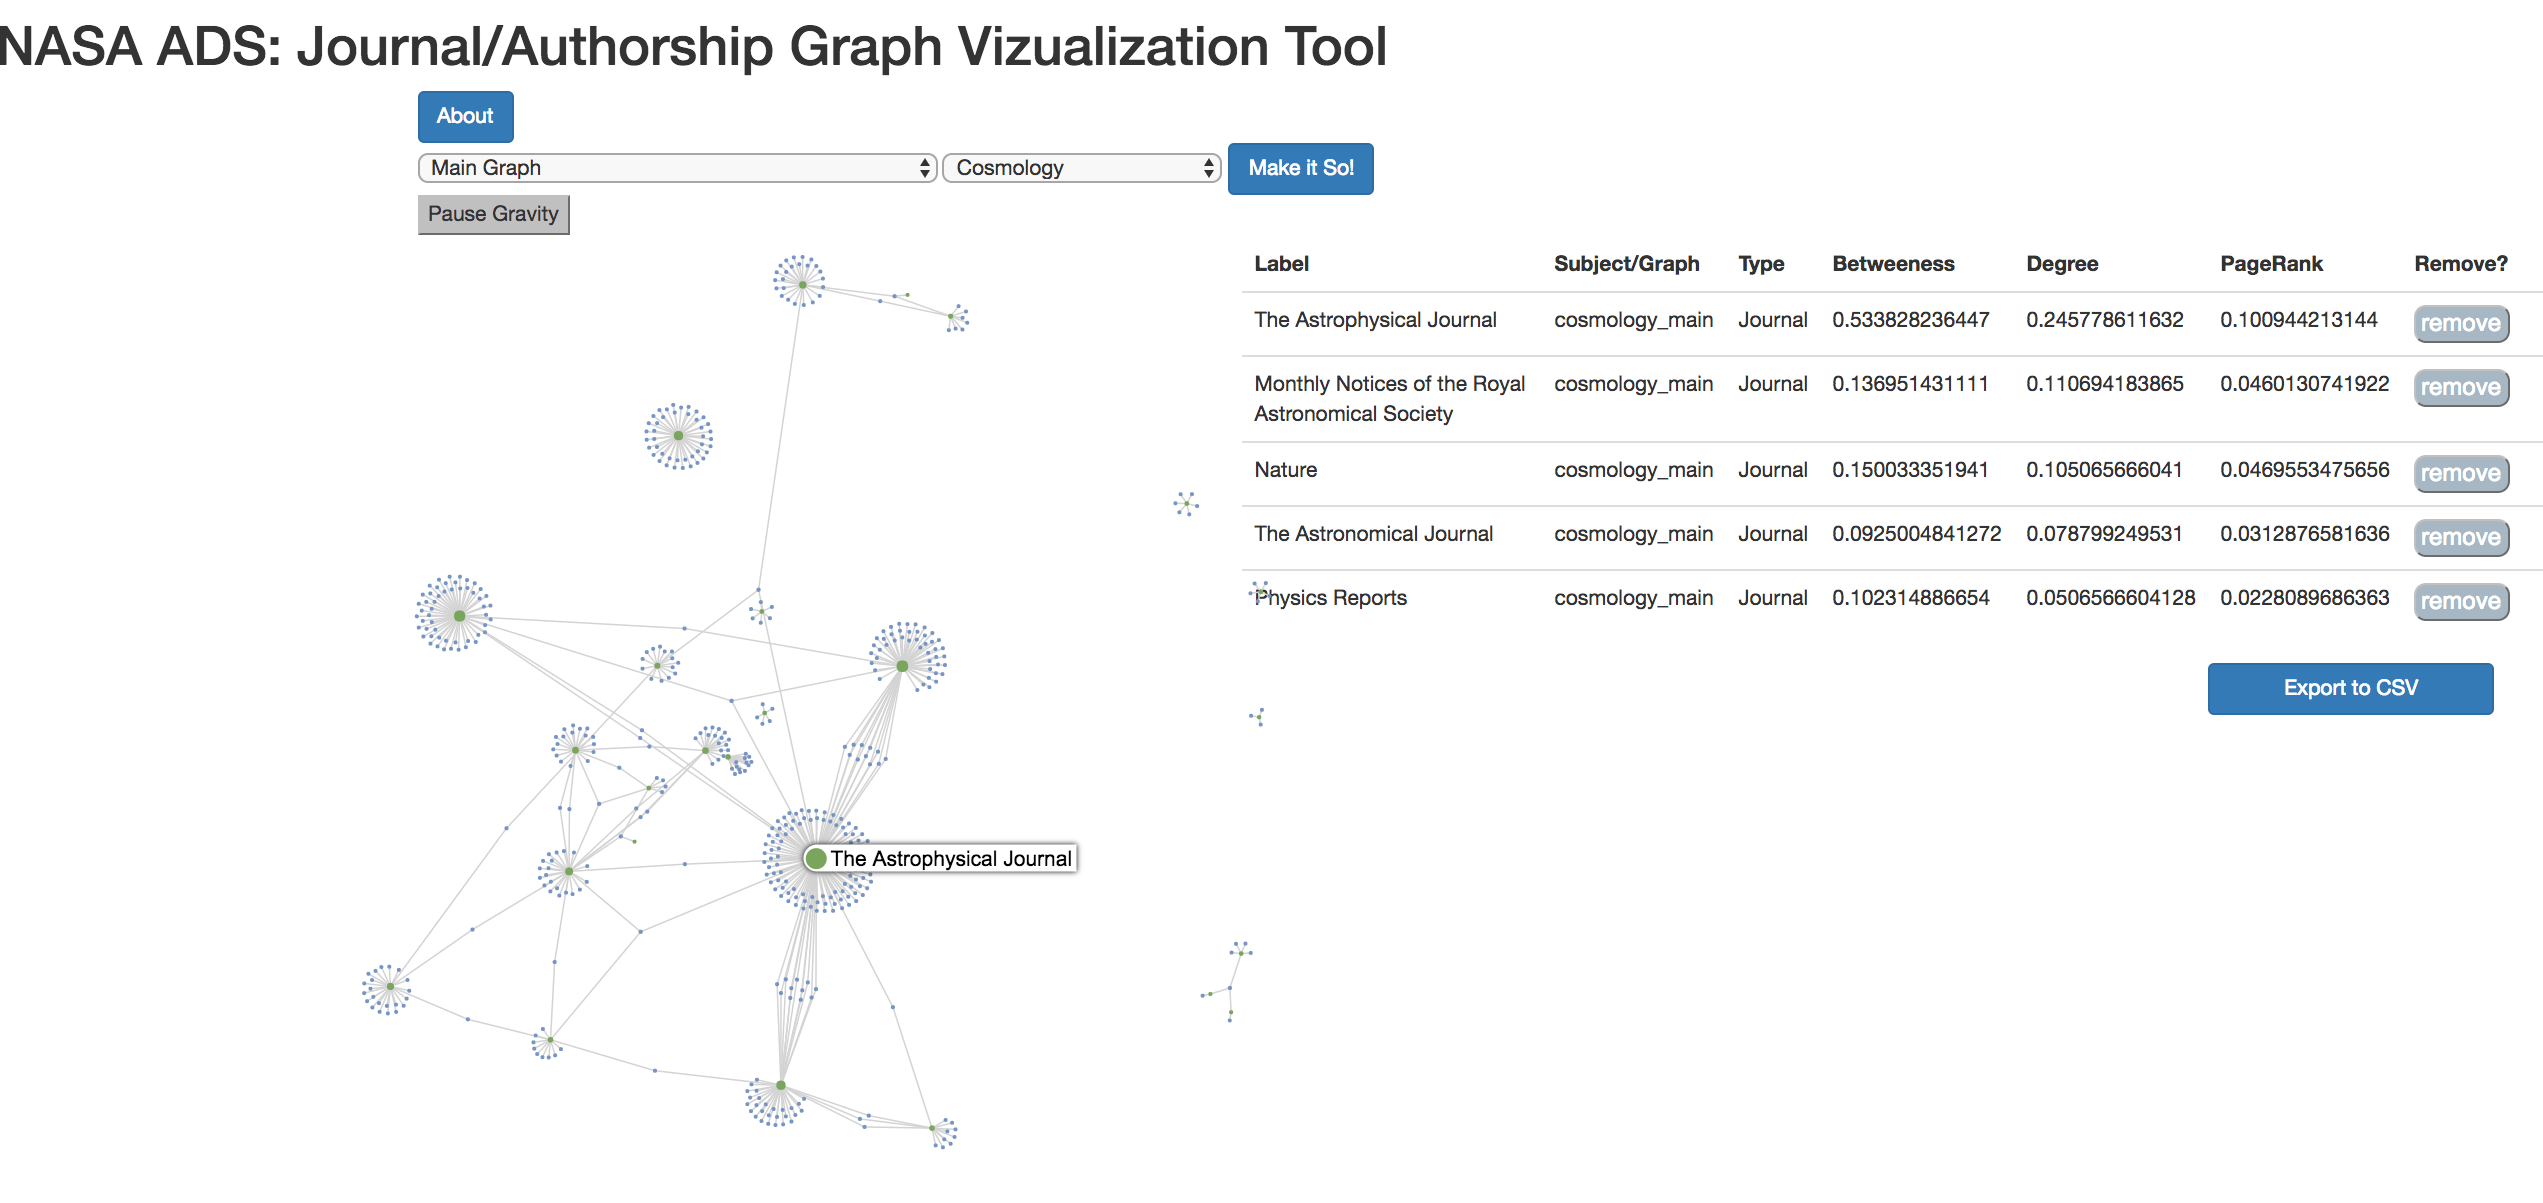 NASA ADS: Journal/Authorship Graph Vizualization Tool
About
Main Graph
Cosmology
Make it So!
Pause Gravity
Label Subject/Graph Type Betweeness Degree PageRank Remove?
The Astrophysical Journal cosmology_main Journal 0.533828236447 0.245778611632 0.100944213144 remove
Monthly Notices of the Royal cosmology_main Journal 0.136951431111 0.110694183865 0.0460130741922 remove
Astronomical Society
Nature cosmology_main Journal 0.150033351941 0.105065666041 0.0469553475656 remove
The Astronomical Journal cosmology_main Journal 0.0925004841272 0.078799249531 0.0312876581636 remove
Physics Reports cosmology_main Journal 0.102314886654 0.0506566604128 0.0228089686363 remove
Export to CSV
The Astrophysical Journal